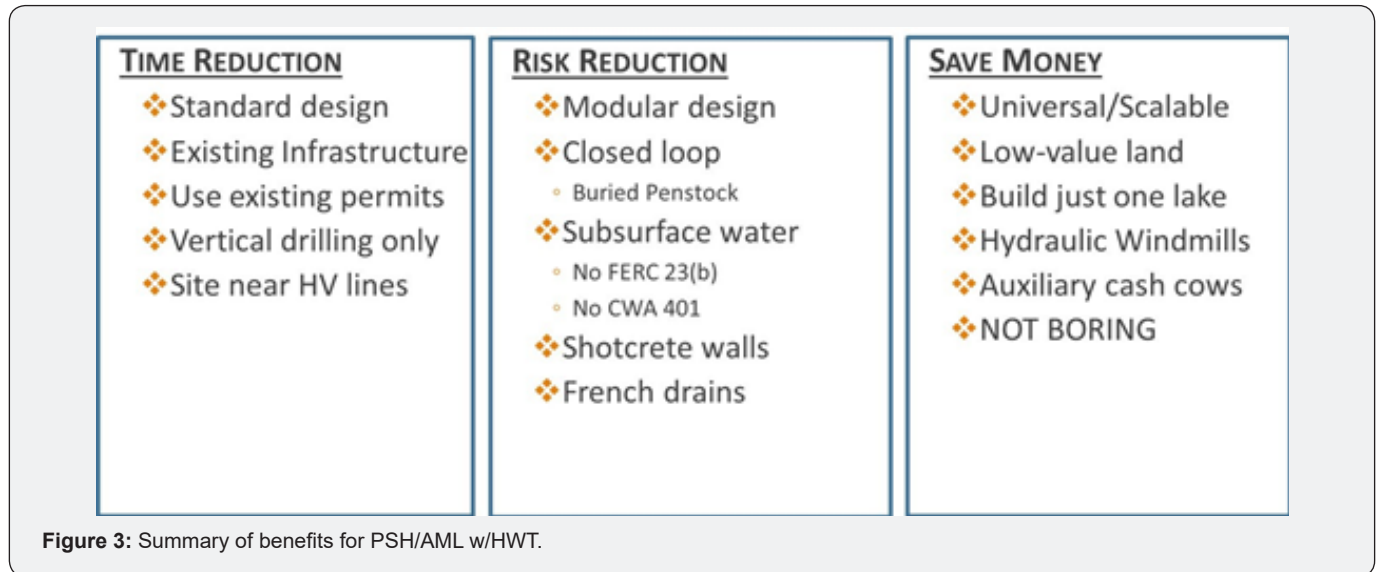 TIME REDUCTION
❖Standard design
❖Existing Infrastructure
❖Use existing permits
❖Vertical drilling only
❖Site near HV lines
RISK REDUCTION
❖Modular design
❖Closed loop
◦ Buried Penstock
❖Subsurface water
◦ No FERC 23(b)
◦ No CWA 401
❖Shotcrete walls
❖French drains
SAVE MONEY
❖Universal/Scalable
❖Low-value land
❖Build just one lake
❖Hydraulic Windmills
❖Auxiliary cash cows
❖NOT BORING
Figure 3: Summary of benefits for PSH/AML w/HWT.